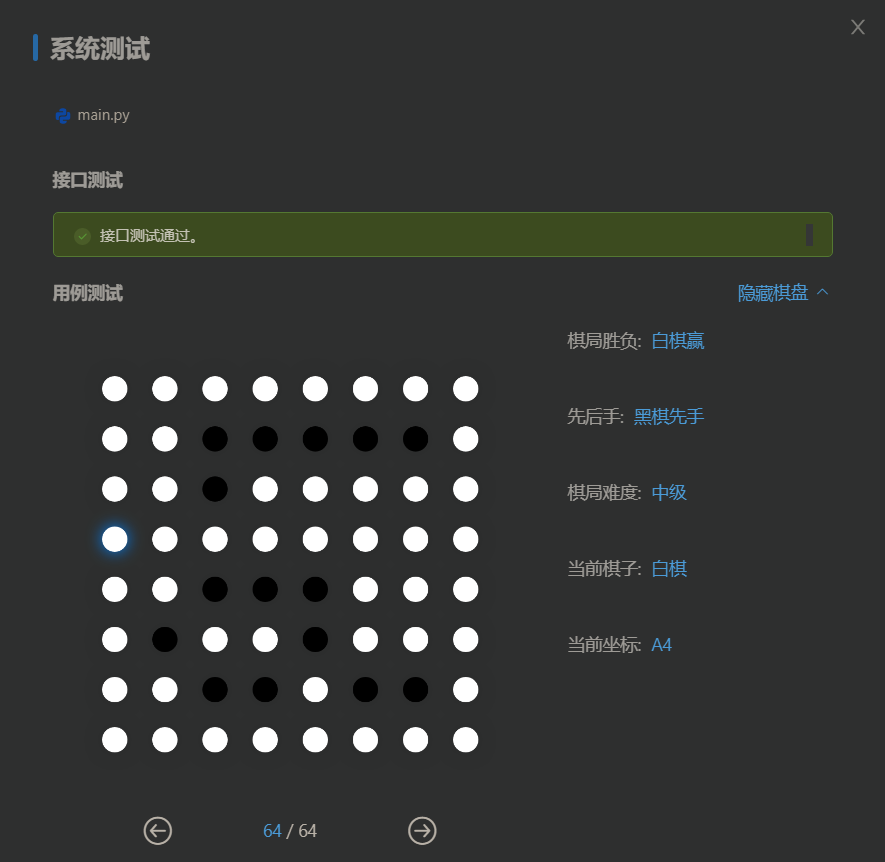 系统测试
X
main.py
接口测试
接口测试通过。
用例测试
隐藏棋盘
棋局胜负: 白棋赢
先后手: 黑棋先手
棋局难度: 中级
当前棋子: 白棋
当前坐标: A4
64 / 64